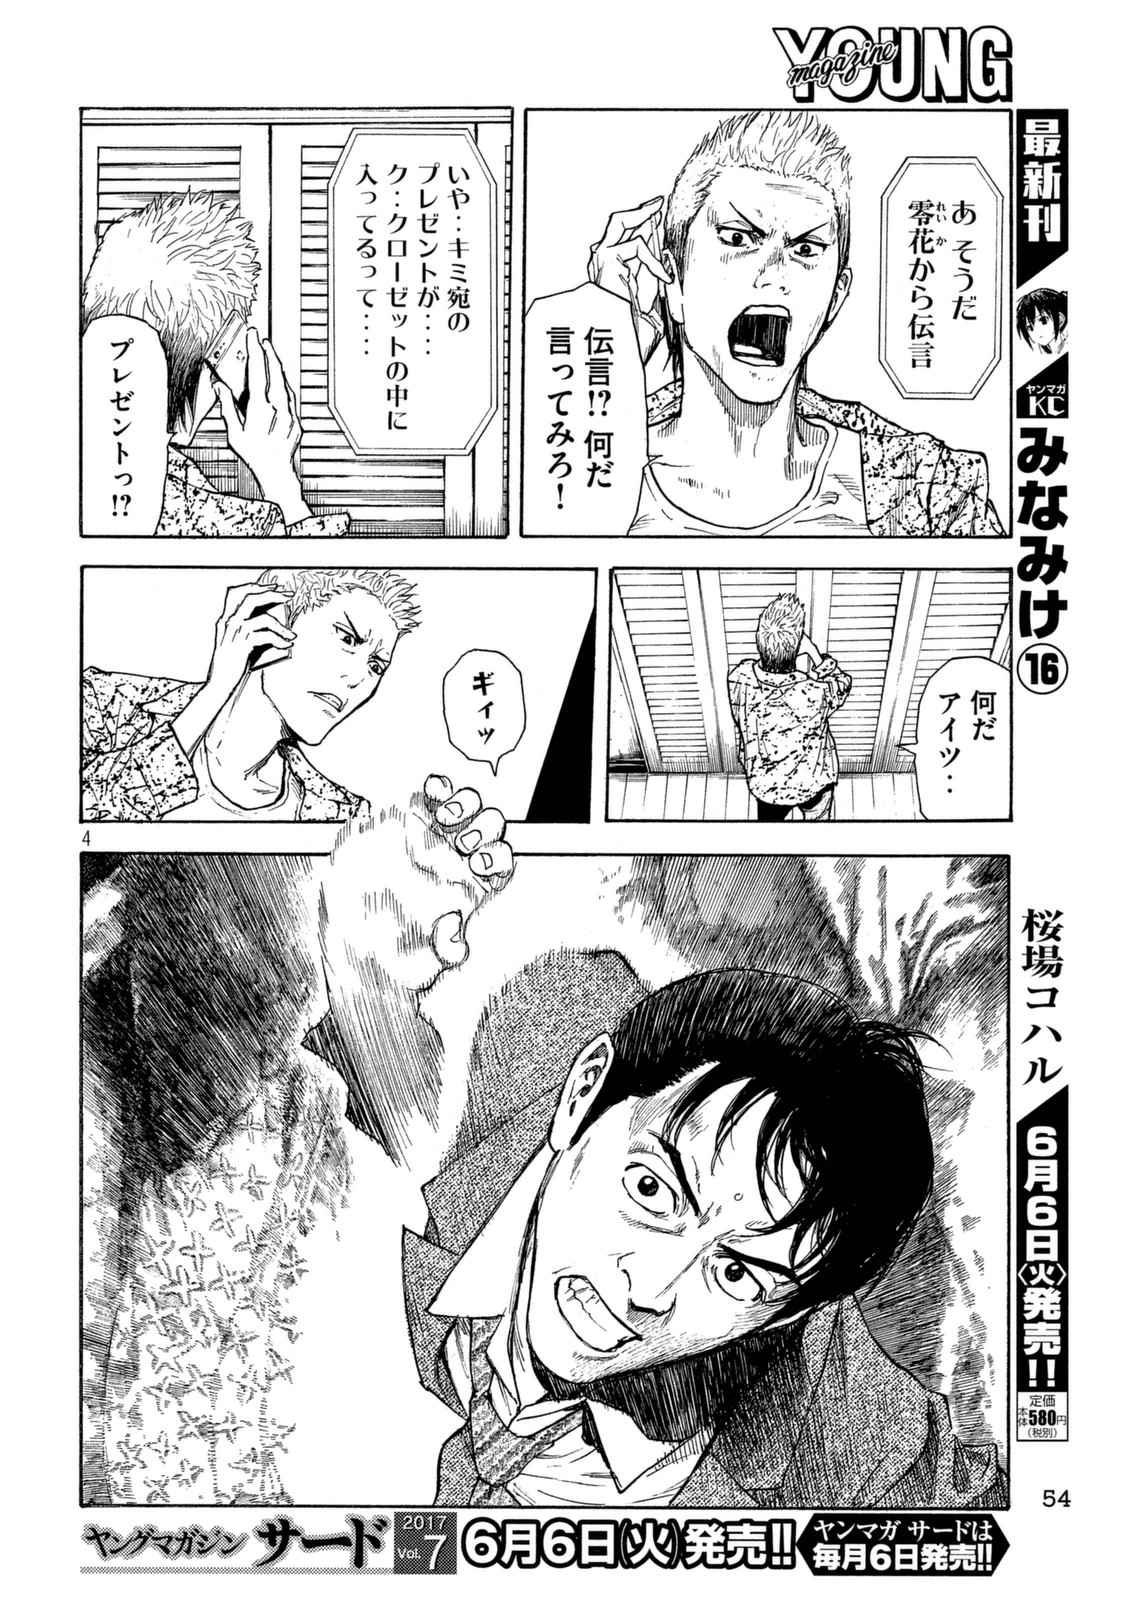 YOUNG
magazine
あ そうだ
零花から伝言
れいか
伝言!? 何だ
言ってみろ!
いや‥キミ宛の
プレゼントが‥‥
ク‥クローゼットの中に
入ってるって‥‥‥
プレゼントっ!?
何だ
アイツ‥
ギィッ
4
最新刊
ヤンマガ
KC
みなみけ⑯
桜場コハル
6月6日〈火〉発売!!
定価
本体580円
(税別)
54
ヤングマガジン サード
2017
Vol. 7
6月6日(火)発売!!
ヤンマガ サードは
毎月6日発売!!